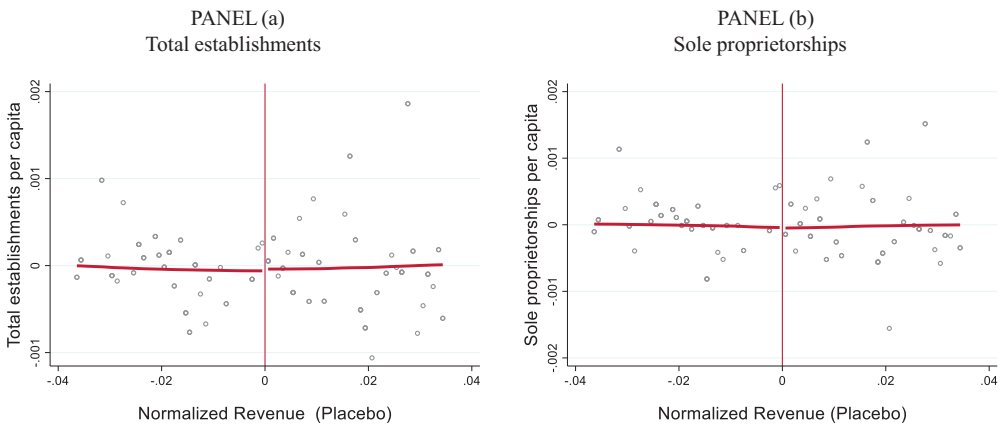 PANEL (a)
Total establishments
Total establishments per capita
.002
.001
0
-.001
-.04
-.02
0
.02
.04
Normalized Revenue (Placebo)
PANEL (b)
Sole proprietorships
Sole proprietorships per capita
.002
.001
0
-.001
-.002
-.04
-.02
0
.02
.04
Normalized Revenue (Placebo)